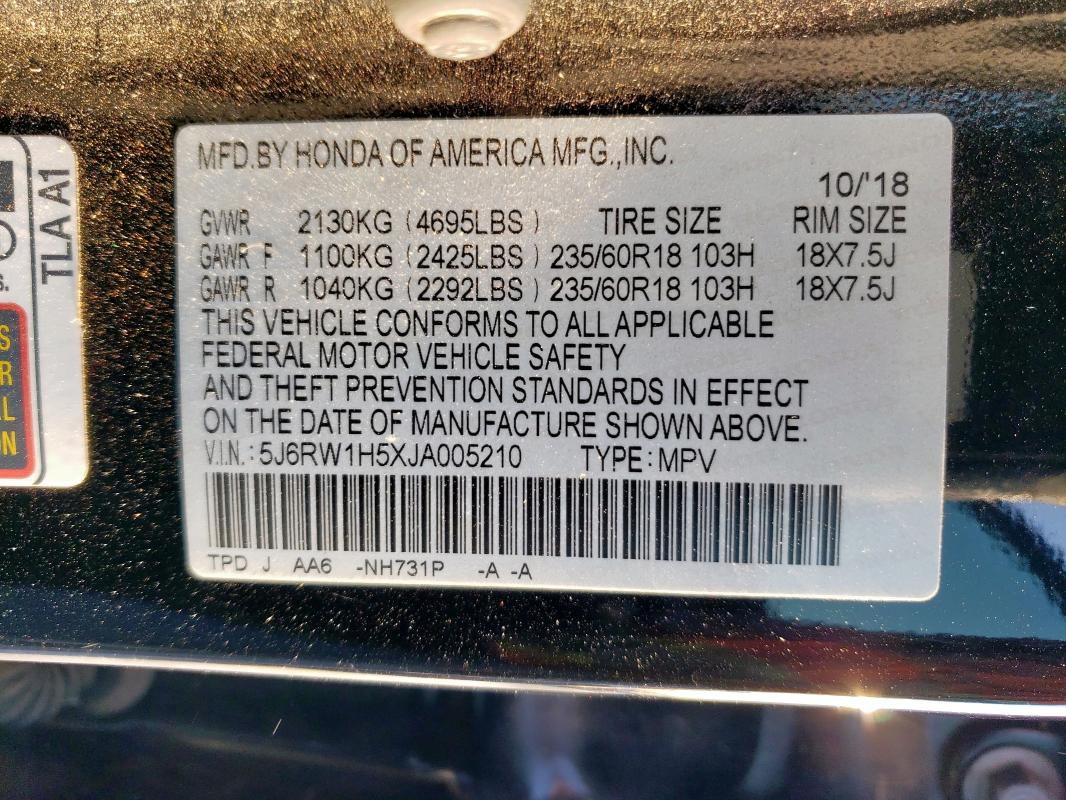 MFD.BY HONDA OF AMERICA MFG.,INC.
10/'18
GVWR 2130KG (4695LBS) TIRE SIZE RIM SIZE
GAWR F 1100KG (2425LBS) 235/60R18 103H 18X7.5J
GAWR R 1040KG (2292LBS) 235/60R18 103H 18X7.5J
THIS VEHICLE CONFORMS TO ALL APPLICABLE
FEDERAL MOTOR VEHICLE SAFETY
AND THEFT PREVENTION STANDARDS IN EFFECT
ON THE DATE OF MANUFACTURE SHOWN ABOVE.
V.I.N.: 5J6RW1H5XJA005210 TYPE: MPV
TPD J AA6 -NH731P -A -A
TLA A1